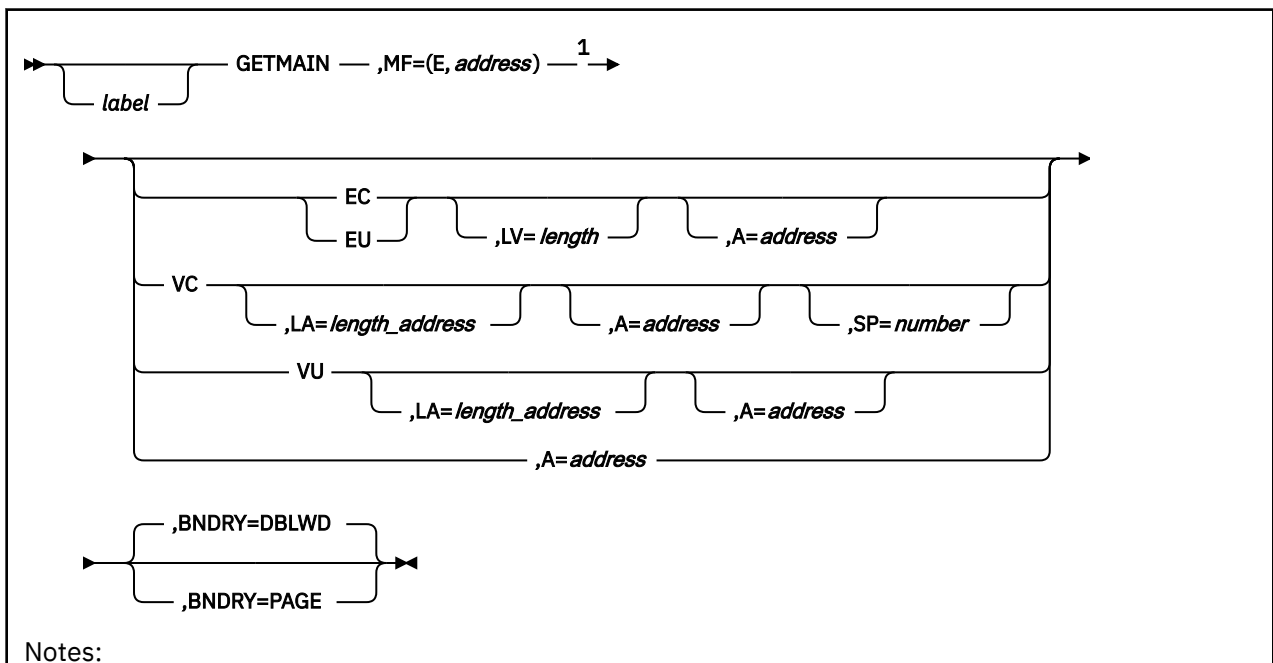 1
GETMAIN ,MF=(E, address)
label
EC
EU ,LV= length ,A= address
VC
,LA= length_address ,A= address ,SP= number
VU
,LA= length_address ,A= address
,A= address
,BNDRY=DBLWD
,BNDRY=PAGE
Notes: